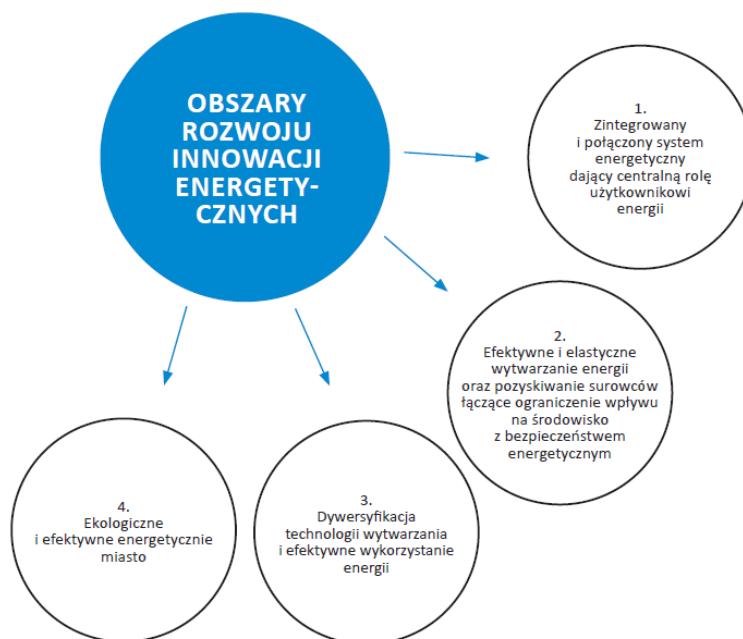 OBSZARY
ROZWOJU
INNOWACJI
ENERGETY-
CZNYCH
1.
Zintegrowany
i połączony system
energetyczny
dający centralną rolę
użytkownikowi
energii
2.
Efektywne i elastyczne
wytwarzanie energii
oraz pozyskiwanie surowców
łączące ograniczenie wpływu
na środowisko
z bezpieczeństwem
energetycznym
3.
Dywersyfikacja
technologii wytwarzania
i efektywne wykorzystanie
energii
4.
Ekologiczne
i efektywne energetycznie
miasto